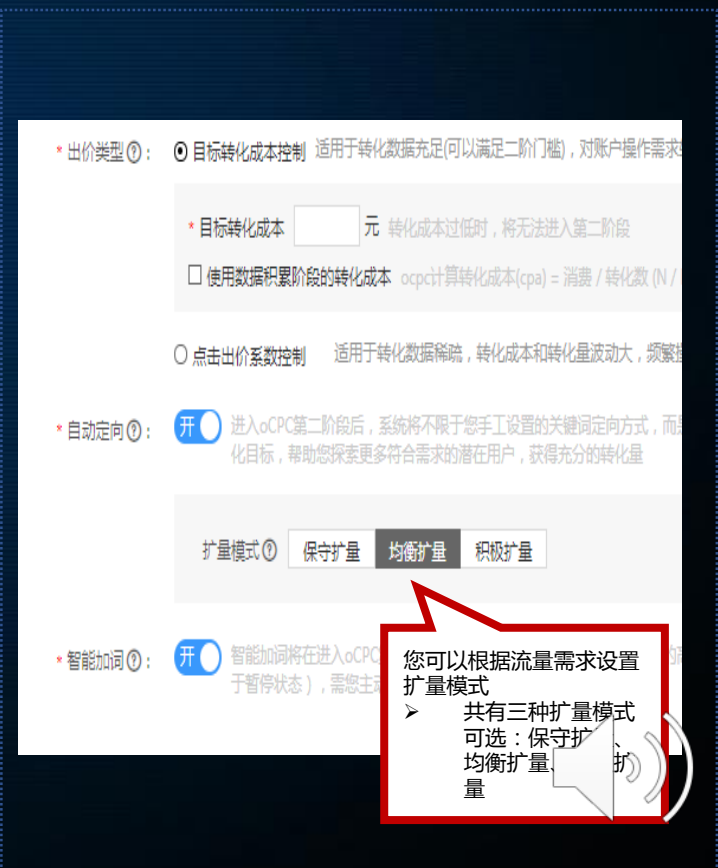 * 出价类型?： 目标转化成本控制 适用于转化数据充足(可以满足二阶门槛)，对账户操作需求
* 目标转化成本 元 转化成本过低时，将无法进入第二阶段
使用数据积累阶段的转化成本 ocpc计算转化成本(cpa) = 消费 / 转化数 (N /
点击出价系数控制 适用于转化数据稀疏，转化成本和转化量波动大，频繁
* 自动定向?： 开 进入oCPC第二阶段后，系统将不限于您手工设置的关键词定向方式，而
化目标，帮助您探索更多符合需求的潜在用户，获得充分的转化量
扩量模式? 保守扩量 均衡扩量 积极扩量
* 智能加词?： 开 智能加词将在进入oCPC
于暂停状态），需您主动
您可以根据流量需求设置
扩量模式
➢ 共有三种扩量模式
可选：保守扩、
均衡扩量、扩
量